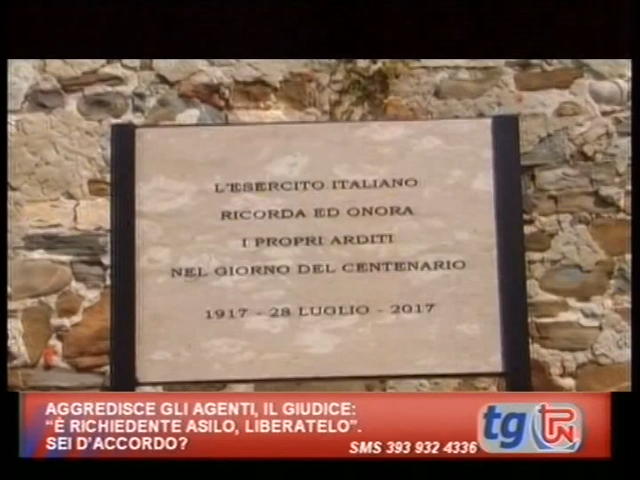 L'ESERCITO ITALIANO
RICORDA ED ONORA
I PROPRI ARDITI
NEL GIORNO DEL CENTENARIO
1917 - 28 LUGLIO - 2017
AGGREDISCE GLI AGENTI, IL GIUDICE:
“È RICHIEDENTE ASILO, LIBERATELO”.
SEI D'ACCORDO?
SMS 393 932 4336
tg TPN